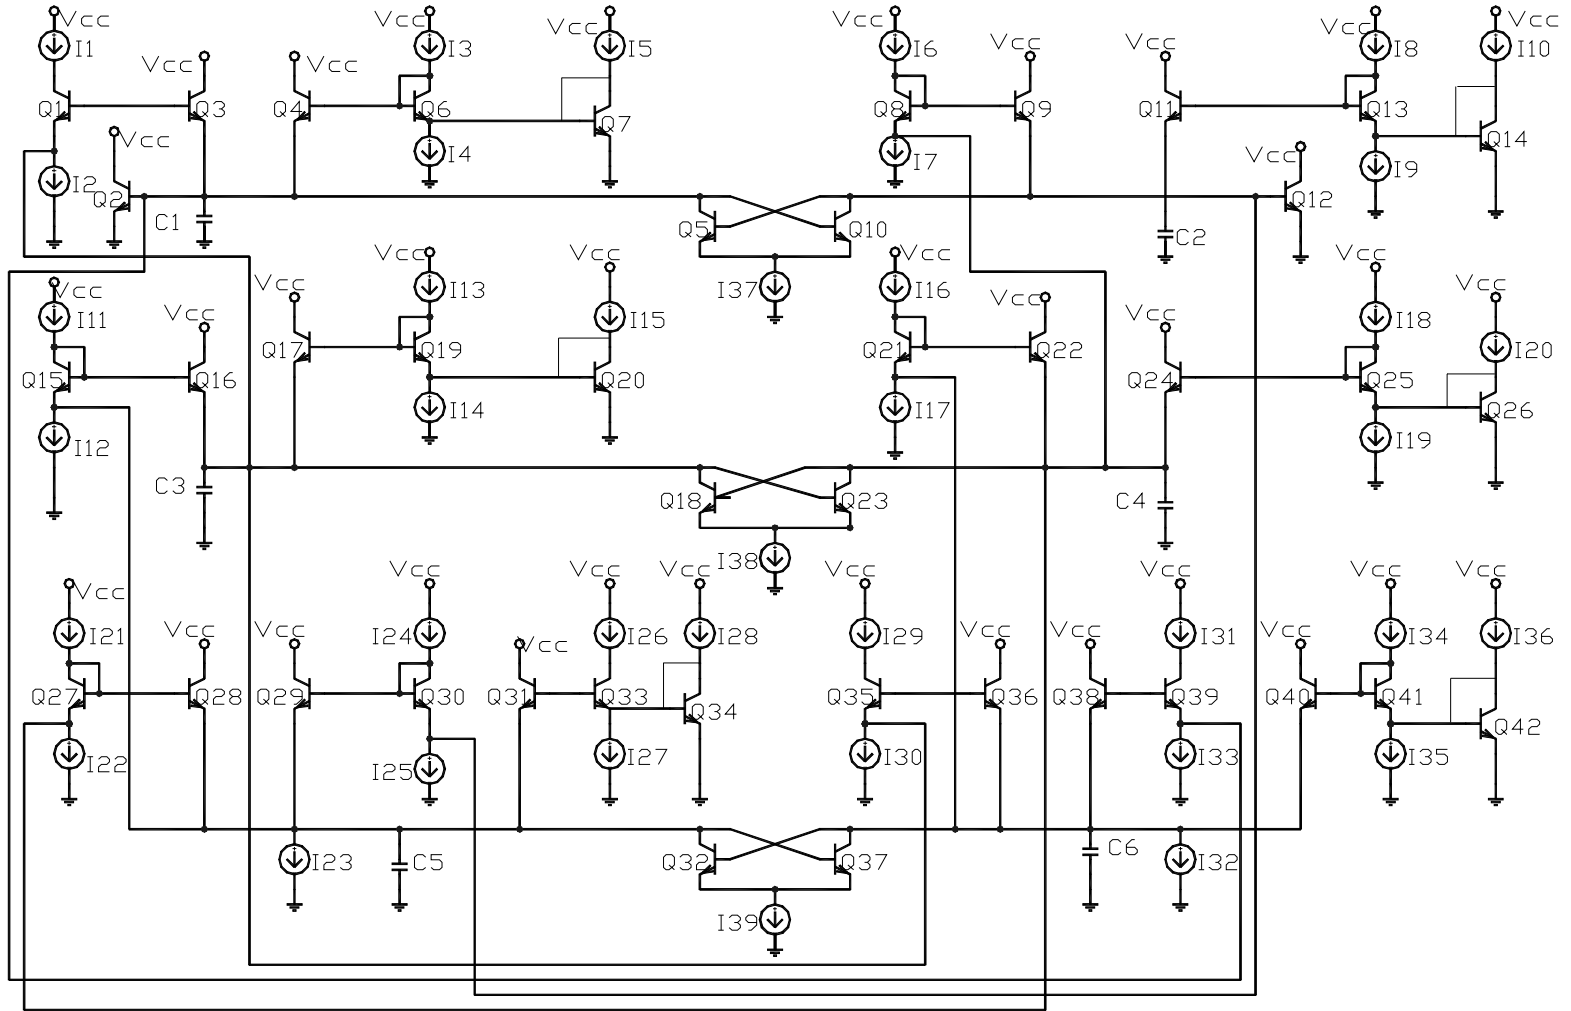 Vcc Vcc Vcc Vcc Vcc Vcc
I1 I3 I5 I6 I8 I10
Vcc Vcc Vcc Vcc
Q1 Q3 Q4 Q6 Q7 Q8 Q9 Q11 Q13 Q14
Vcc Vcc
I2 Q2 I4 I7 I9 Q12
C1 Q5 Q10 C2
Vcc Vcc Vcc Vcc
Vcc Vcc Vcc Vcc
I13 I37 I16
I11 Vcc I15 Vcc I18 I20
Q15 Q16 Q17 Q19 Q20 Q21 Q22 Q24 Q25 Q26
I12 I14 I17 I19
C3 Q18 Q23 C4
I38
Vcc Vcc Vcc Vcc Vcc Vcc Vcc
Vcc
I21 Vcc Vcc I24 Vcc I26 I28 I29 Vcc Vcc I31 Vcc I34 I36
Q27 Q28 Q29 Q30 Q31 Q33 Q34 Q35 Q36 Q38 Q39 Q40 Q41 Q42
I22 I25 I27 I30 I33 I35
I23 C5 Q32 Q37 C6 I32
I39